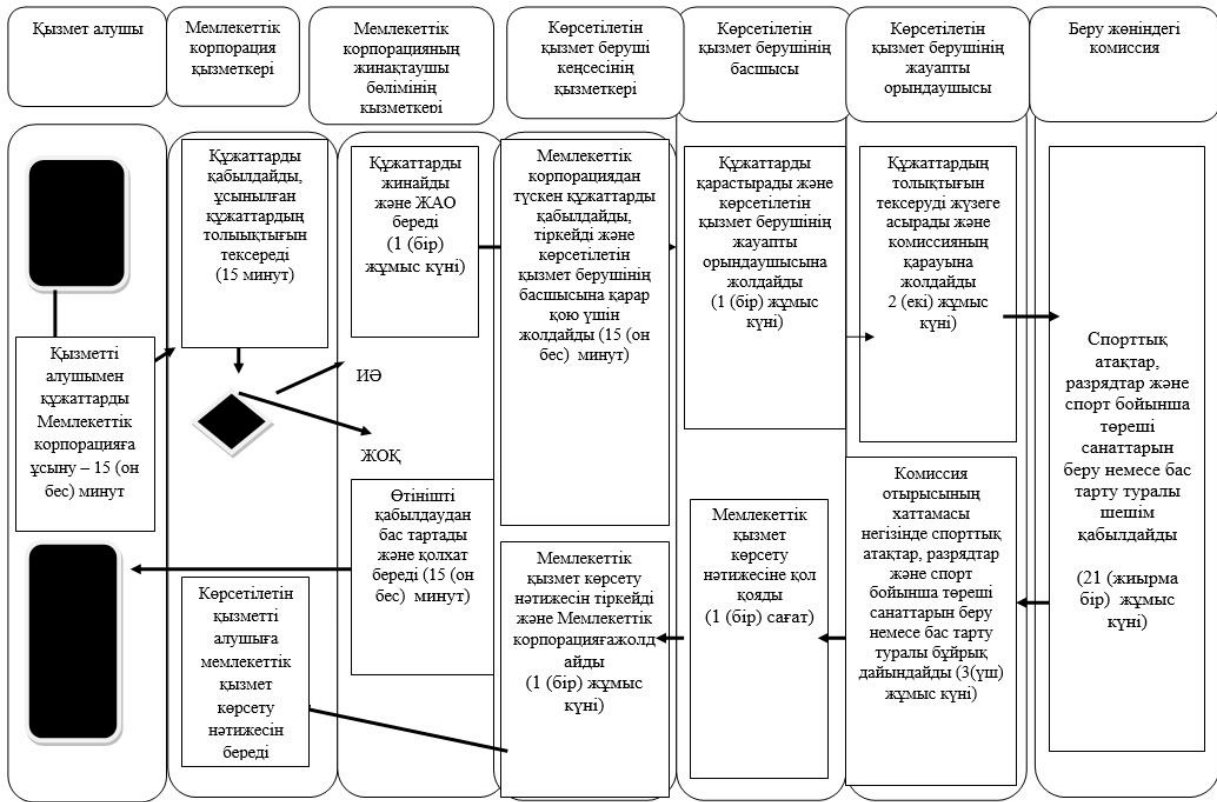 Қызмет алушы
Мемлекеттік
корпорация
қызметкері
Мемлекеттік
корпорацияның
жинақтаушы
бөлімінің
қызметкері
Көрсетілетін
қызмет беруші
кеңсесінің
қызметкері
Көрсетілетін
қызмет берушінің
басшысы
Көрсетілетін
қызмет берушінің
жауапты
орындаушысы
Беру жөніндегі
комиссия
Қызметті
алушымен
құжаттарды
Мемлекеттік
корпорацияға
ұсыну – 15 (он
бес) минут
Құжаттарды
қабылдайды,
ұсынылған
құжаттардың
толыықтығын
тексереді
(15 минут)
Құжаттарды
жинайды
және ЖАО
береді
(1 (бір)
жұмыс күні)
ИӘ
ЖОҚ
Өтінішті
қабылдаудан
бас тартады
және қолхат
береді (15 (он
бес) минут)
Көрсетілетін
қызметті
алушыға
мемлекеттік
қызмет
көрсету
нәтижесін
береді
Мемлекеттік
корпорациядан
түскен құжаттарды
қабылдайды,
тіркейді және
көрсетілетін
қызмет берушінің
басшысына қарар
қою үшін
жолдайды (15 (он
бес) минут)
Мемлекеттік
қызмет көрсету
нәтижесін тіркейді
және Мемлекеттік
корпорацияғажолд
айды
(1 (бір) жұмыс
күні)
Құжаттарды
қарастырады және
көрсетілетін
қызмет берушінің
жауапты
орындаушысына
жолдайды
(1 (бір) жұмыс
күні)
Мемлекеттік
қызмет
көрсету
нәтижесіне қол
қояды
(1 (бір) сағат)
Құжаттардың
толықтығын
тексеруді жүзеге
асырады және
комиссияның
қарауына
жолдайды
2 (екі) жұмыс
күні)
Комиссия
отырысының
хаттамасы
негізінде спорттық
атақтар, разрядтар
және спорт
бойынша төреші
санаттарын беру
немесе бас тарту
туралы бұйрық
дайындайды (3(үш)
жұмыс күні)
Спорттық
атақтар,
разрядтар және
спорт бойынша
төреші
санаттарын
беру немесе бас
тарту туралы
шешім
қабылдайды
(21 (жиырма
бір) жұмыс
күні)